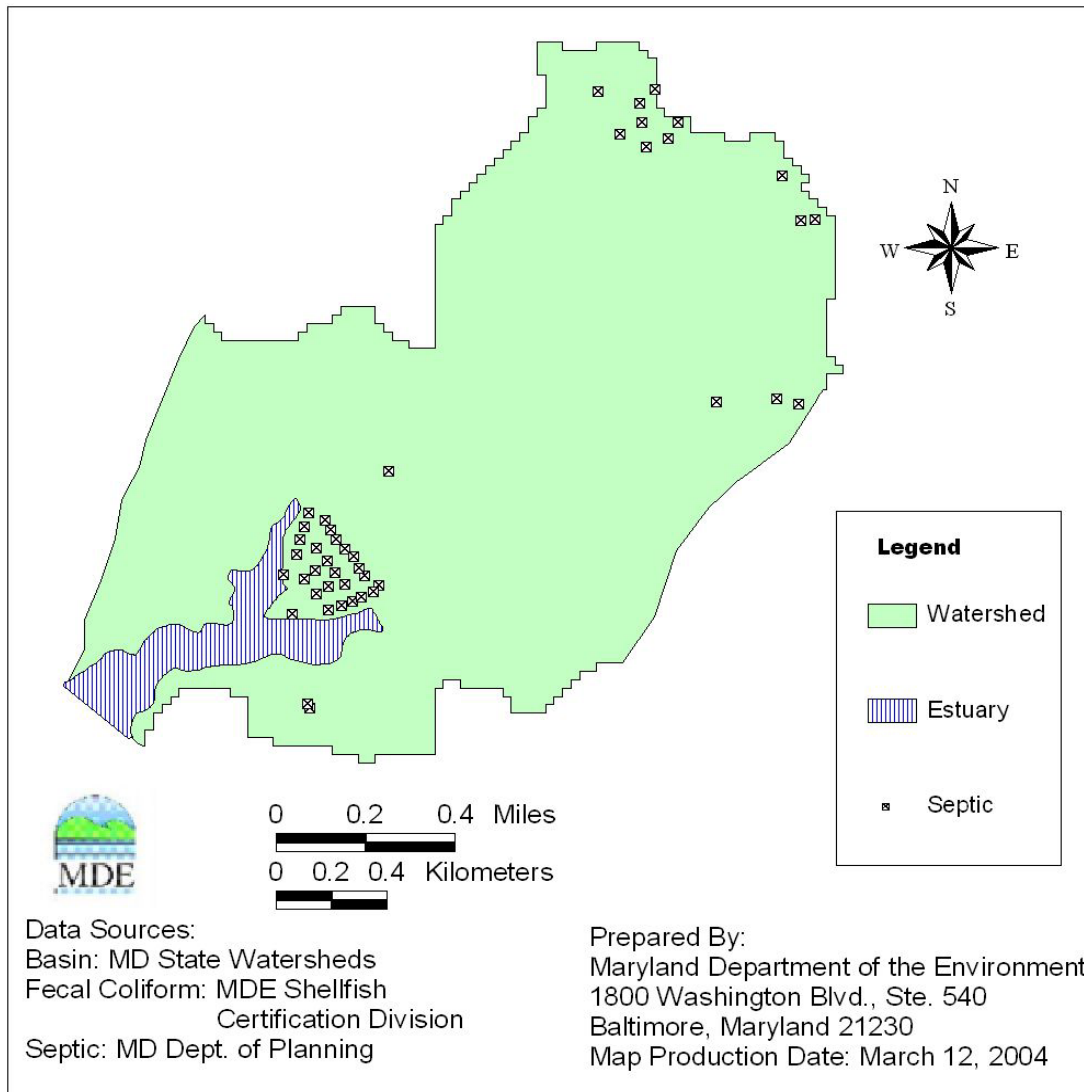 N
W E
S
Legend
Watershed
Estuary
Septic
0 0.2 0.4 Miles
0 0.2 0.4 Kilometers
MDE
Data Sources:
Basin: MD State Watersheds
Fecal Coliform: MDE Shellfish
Certification Division
Septic: MD Dept. of Planning
Prepared By:
Maryland Department of the Environment
1800 Washington Blvd., Ste. 540
Baltimore, Maryland 21230
Map Production Date: March 12, 2004